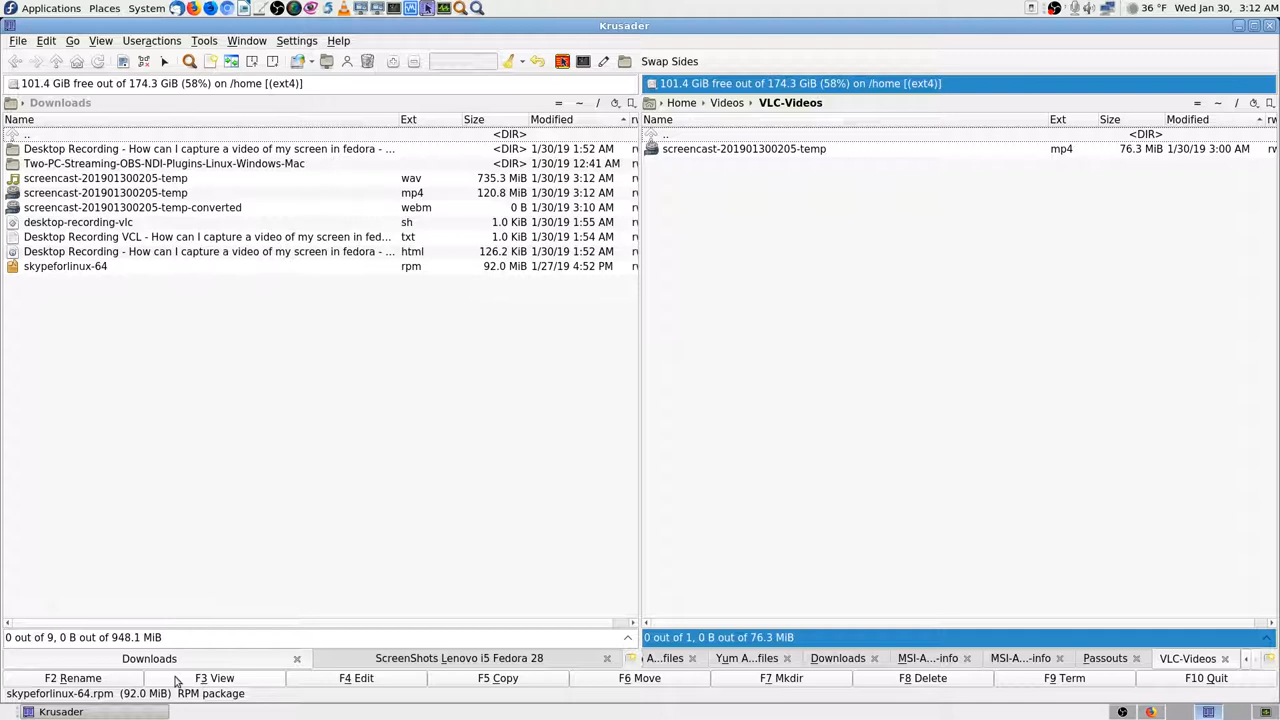 Applications Places System 36 °F Wed Jan 30, 3:12 AM
Krusader
File Edit Go View Useractions Tools Window Settings Help
Swap Sides
101.4 GiB free out of 174.3 GiB (58%) on /home [(ext4)] 101.4 GiB free out of 174.3 GiB (58%) on /home [(ext4)]
Downloads = ~ / Home Videos VLC-Videos = ~ /
Name Ext Size Modified Name Ext Size Modified
.. <DIR> .. <DIR>
Desktop Recording - How can I capture a video of my screen in fedora - ... <DIR> 1/30/19 1:52 AM screencast-201901300205-temp mp4 76.3 MiB 1/30/19 3:00 AM
Two-PC-Streaming-OBS-NDI-Plugins-Linux-Windows-Mac <DIR> 1/30/19 12:41 AM
screencast-201901300205-temp wav 735.3 MiB 1/30/19 3:12 AM
screencast-201901300205-temp mp4 120.8 MiB 1/30/19 3:12 AM
screencast-201901300205-temp-converted webm 0 B 1/30/19 3:10 AM
desktop-recording-vlc sh 1.0 KiB 1/30/19 1:55 AM
Desktop Recording VCL - How can I capture a video of my screen in fed... txt 1.0 KiB 1/30/19 1:54 AM
Desktop Recording - How can I capture a video of my screen in fedora - ... html 126.2 KiB 1/30/19 1:52 AM
skypeforlinux-64 rpm 92.0 MiB 1/27/19 4:52 PM
0 out of 9, 0 B out of 948.1 MiB 0 out of 1, 0 B out of 76.3 MiB
Downloads ScreenShots Lenovo i5 Fedora 28 A...files Yum A...files Downloads MSI-A...-info MSI-A...-info Passouts VLC-Videos
F2 Rename F3 View F4 Edit F5 Copy F6 Move F7 Mkdir F8 Delete F9 Term F10 Quit
skypeforlinux-64.rpm (92.0 MiB) RPM package
Krusader